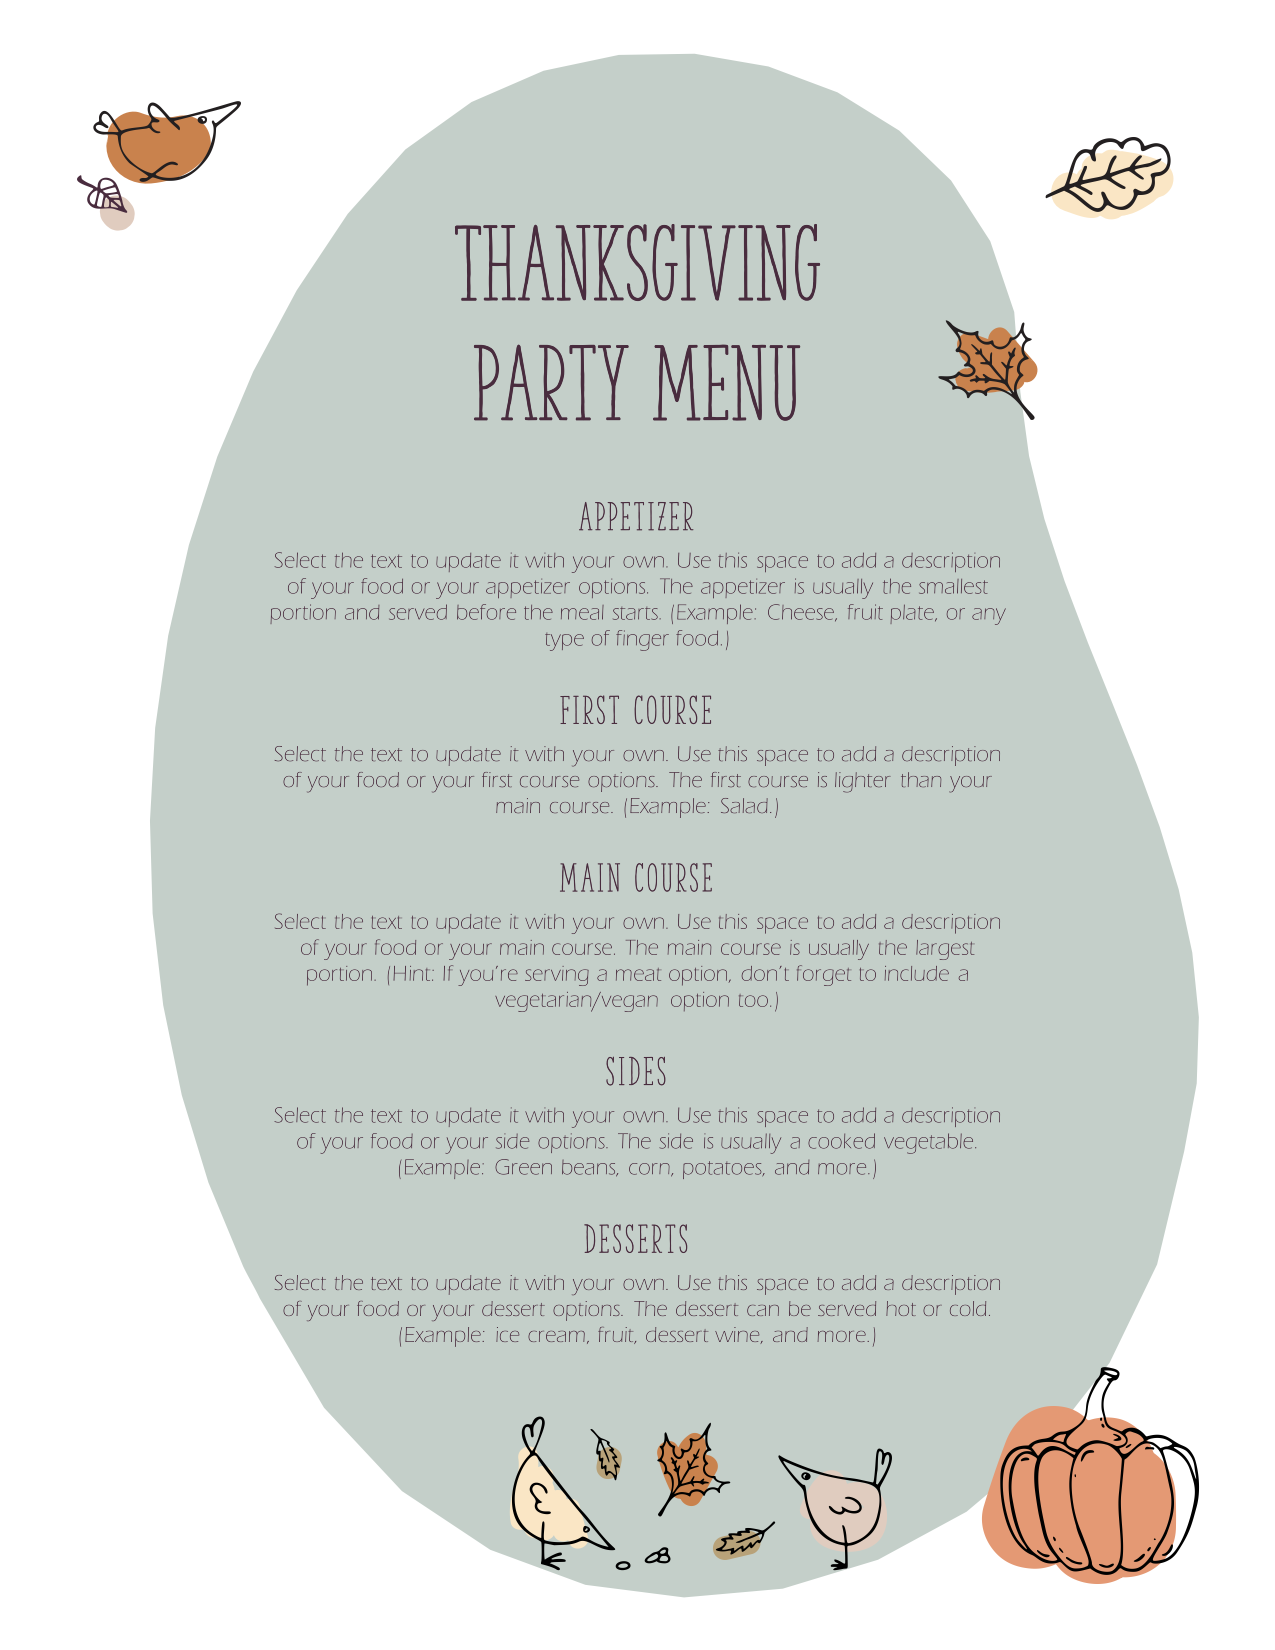 THANKSGIVING
PARTY MENU
APPETIZER
Select the text to update it with your own. Use this space to add a description
of your food or your appetizer options. The appetizer is usually the smallest
portion and served before the meal starts. (Example: Cheese, fruit plate, or any
type of finger food.)
FIRST COURSE
Select the text to update it with your own. Use this space to add a description
of your food or your first course options. The first course is lighter than your
main course. (Example: Salad.)
MAIN COURSE
Select the text to update it with your own. Use this space to add a description
of your food or your main course. The main course is usually the largest
portion. (Hint: If you’re serving a meat option, don’t forget to include a
vegetarian/vegan option too.)
SIDES
Select the text to update it with your own. Use this space to add a description
of your food or your side options. The side is usually a cooked vegetable.
(Example: Green beans, corn, potatoes, and more.)
DESSERTS
Select the text to update it with your own. Use this space to add a description
of your food or your dessert options. The dessert can be served hot or cold.
(Example: ice cream, fruit, dessert wine, and more.)